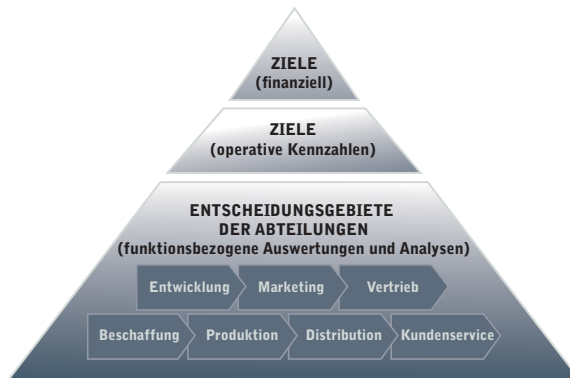 ZIELE
(finanziell)
ZIELE
(operative Kennzahlen)
ENTSCHEIDUNGSGEBIETE
DER ABTEILUNGEN
(funktionsbezogene Auswertungen und Analysen)
Entwicklung Marketing Vertrieb
Beschaffung Produktion Distribution Kundenservice